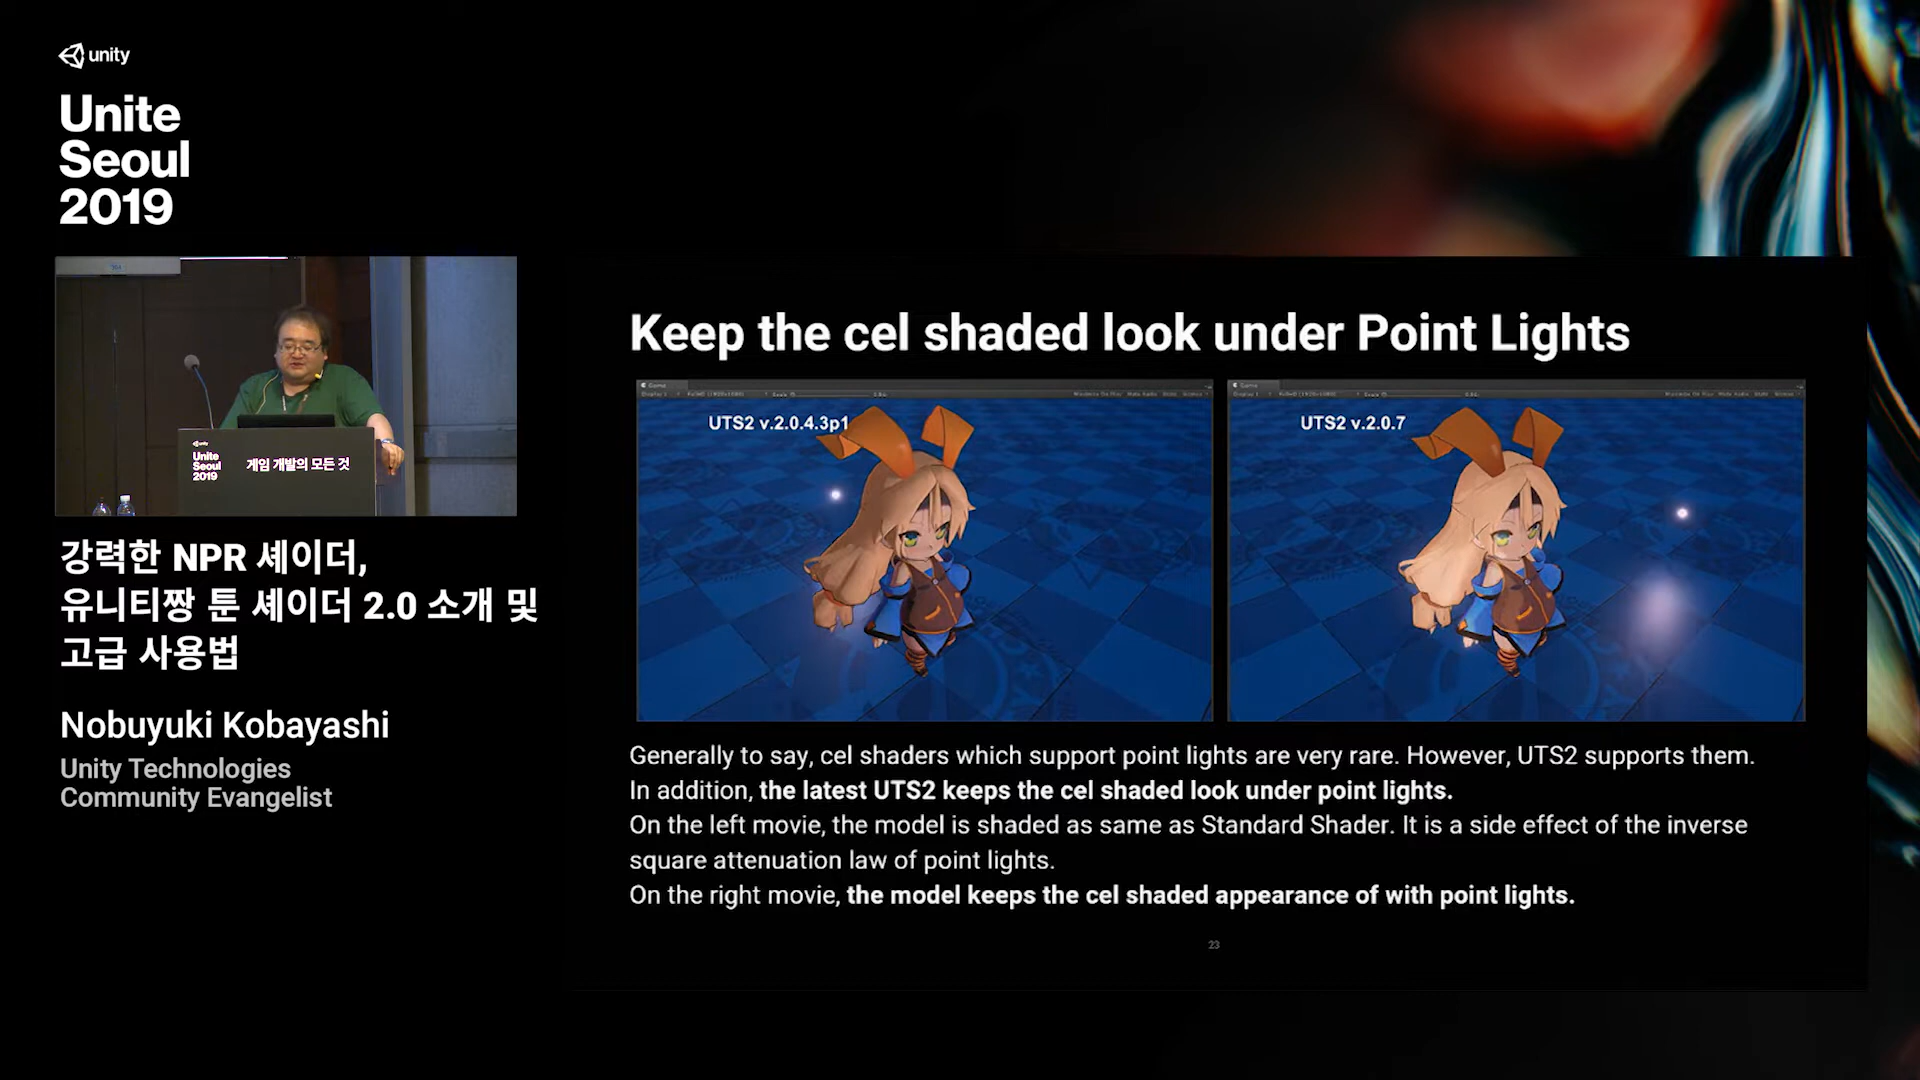 unity
Unite
Seoul
2019
unity
Unite
Seoul
2019
게임 개발의 모든 것
강력한 NPR 셰이더,
유니티짱 툰 셰이더 2.0 소개 및
고급 사용법
Nobuyuki Kobayashi
Unity Technologies
Community Evangelist
Keep the cel shaded look under Point Lights
UTS2 v.2.0.4.3p1
UTS2 v.2.0.7
Generally to say, cel shaders which support point lights are very rare. However, UTS2 supports them.
In addition, the latest UTS2 keeps the cel shaded look under point lights.
On the left movie, the model is shaded as same as Standard Shader. It is a side effect of the inverse
square attenuation law of point lights.
On the right movie, the model keeps the cel shaded appearance of with point lights.
23